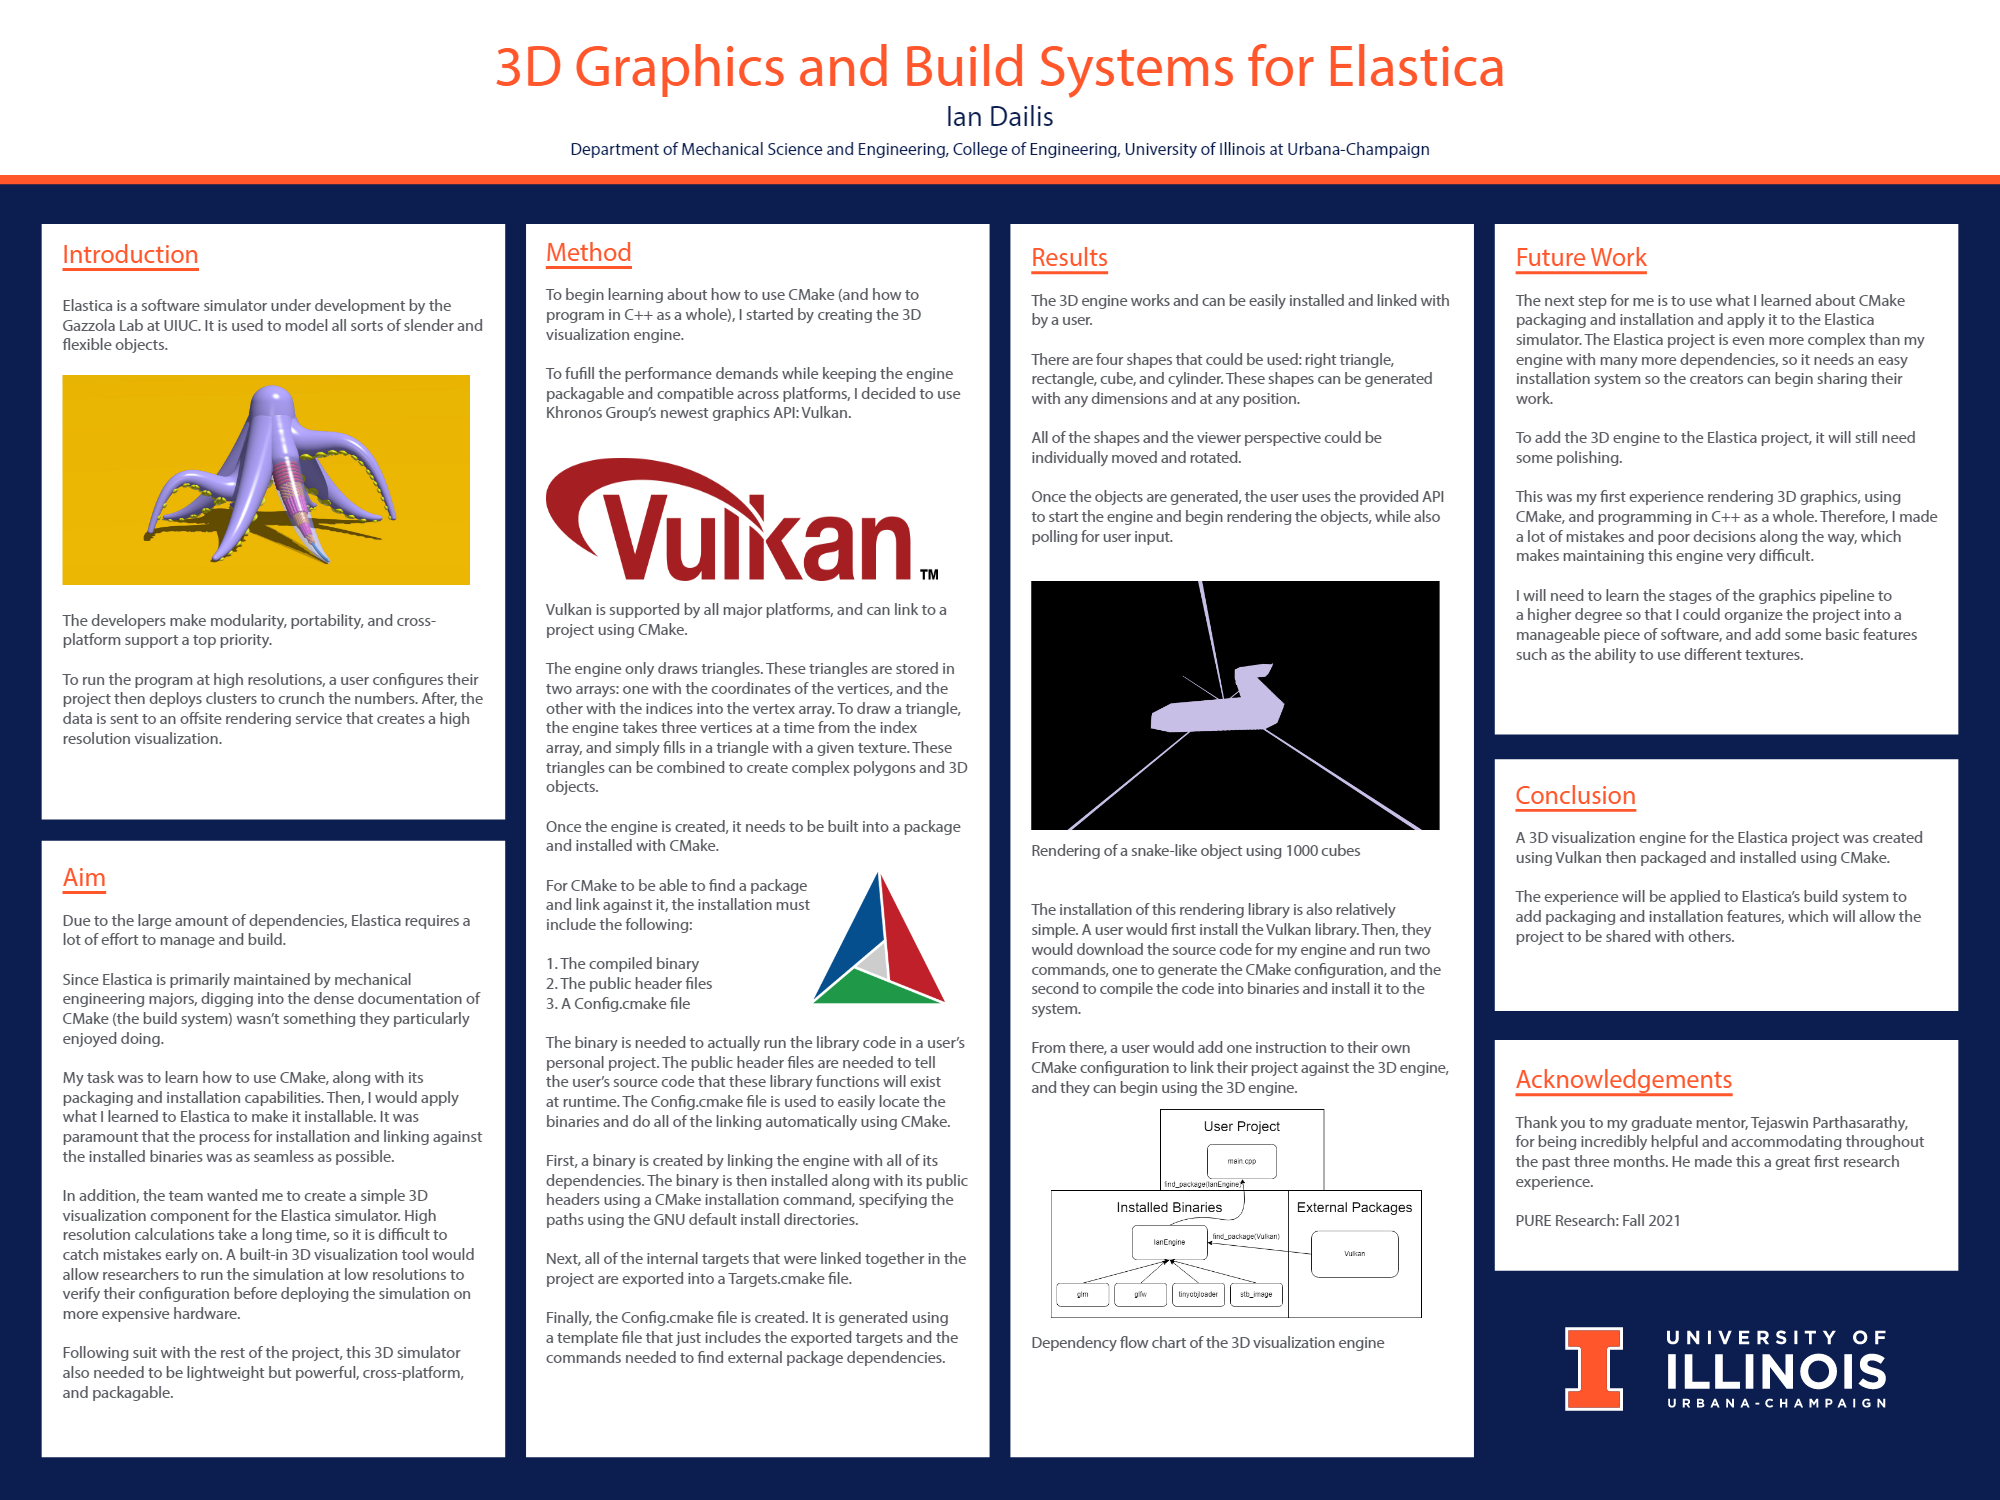 3D Graphics and Build Systems for Elastica
Ian Dailis
Department of Mechanical Science and Engineering, College of Engineering, University of Illinois at Urbana-Champaign
Introduction
Elastica is a software simulator under development by the
Gazzola Lab at UIUC. It is used to model all sorts of slender and
flexible objects.
The developers make modularity, portability, and cross-
platform support a top priority.
To run the program at high resolutions, a user configures their
project then deploys clusters to crunch the numbers. After, the
data is sent to an offsite rendering service that creates a high
resolution visualization.
Aim
Due to the large amount of dependencies, Elastica requires a
lot of effort to manage and build.
Since Elastica is primarily maintained by mechanical
engineering majors, digging into the dense documentation of
CMake (the build system) wasn't something they particularly
enjoyed doing.
My task was to learn how to use CMake, along with its
packaging and installation capabilities. Then, I would apply
what I learned to Elastica to make it installable. It was
paramount that the process for installation and linking against
the installed binaries was as seamless as possible.
In addition, the team wanted me to create a simple 3D
visualization component for the Elastica simulator. High
resolution calculations take a long time, so it is difficult to
catch mistakes early on. A built-in 3D visualization tool would
allow researchers to run the simulation at low resolutions to
verify their configuration before deploying the simulation on
more expensive hardware.
Following suit with the rest of the project, this 3D simulator
also needed to be lightweight but powerful, cross-platform,
and packagable.
Method
To begin learning about how to use CMake (and how to
program in C++ as a whole), I started by creating the 3D
visualization engine.
To fufill the performance demands while keeping the engine
packagable and compatible across platforms, I decided to use
Khronos Group's newest graphics API: Vulkan.
Vulkan TM
Vulkan is supported by all major platforms, and can link to a
project using CMake.
The engine only draws triangles. These triangles are stored in
two arrays: one with the coordinates of the vertices, and the
other with the indices into the vertex array. To draw a triangle,
the engine takes three vertices at a time from the index
array, and simply fills in a triangle with a given texture. These
triangles can be combined to create complex polygons and 3D
objects.
Once the engine is created, it needs to be built into a package
and installed with CMake.
For CMake to be able to find a package
and link against it, the installation must
include the following:
1. The compiled binary
2. The public header files
3. A Config.cmake file
The binary is needed to actually run the library code in a user's
personal project. The public header files are needed to tell
the user's source code that these library functions will exist
at runtime. The Config.cmake file is used to easily locate the
binaries and do all of the linking automatically using CMake.
First, a binary is created by linking the engine with all of its
dependencies. The binary is then installed along with its public
headers using a CMake installation command, specifying the
paths using the GNU default install directories.
Next, all of the internal targets that were linked together in the
project are exported into a Targets.cmake file.
Finally, the Config.cmake file is created. It is generated using
a template file that just includes the exported targets and the
commands needed to find external package dependencies.
Results
The 3D engine works and can be easily installed and linked with
by a user.
There are four shapes that could be used: right triangle,
rectangle, cube, and cylinder. These shapes can be generated
with any dimensions and at any position.
All of the shapes and the viewer perspective could be
individually moved and rotated.
Once the objects are generated, the user uses the provided API
to start the engine and begin rendering the objects, while also
polling for user input.
Rendering of a snake-like object using 1000 cubes
The installation of this rendering library is also relatively
simple. A user would first install the Vulkan library. Then, they
would download the source code for my engine and run two
commands, one to generate the CMake configuration, and the
second to compile the code into binaries and install it to the
system.
From there, a user would add one instruction to their own
CMake configuration to link their project against the 3D engine,
and they can begin using the 3D engine.
User Project
main.cpp
find_package(IanEngine)
Installed Binaries
External Packages
IanEngine
find_package(Vulkan)
Vulkan
glm
glfw
tinyobjloader
stb_image
Dependency flow chart of the 3D visualization engine
Future Work
The next step for me is to use what I learned about CMake
packaging and installation and apply it to the Elastica
simulator. The Elastica project is even more complex than my
engine with many more dependencies, so it needs an easy
installation system so the creators can begin sharing their
work.
To add the 3D engine to the Elastica project, it will still need
some polishing.
This was my first experience rendering 3D graphics, using
CMake, and programming in C++ as a whole. Therefore, I made
a lot of mistakes and poor decisions along the way, which
makes maintaining this engine very difficult.
I will need to learn the stages of the graphics pipeline to
a higher degree so that I could organize the project into a
manageable piece of software, and add some basic features
such as the ability to use different textures.
Conclusion
A 3D visualization engine for the Elastica project was created
using Vulkan then packaged and installed using CMake.
The experience will be applied to Elastica's build system to
add packaging and installation features, which will allow the
project to be shared with others.
Acknowledgements
Thank you to my graduate mentor, Tejaswin Parthasarathy,
for being incredibly helpful and accommodating throughout
the past three months. He made this a great first research
experience.
PURE Research: Fall 2021
UNIVERSITY OF
ILLINOIS
URBANA-CHAMPAIGN